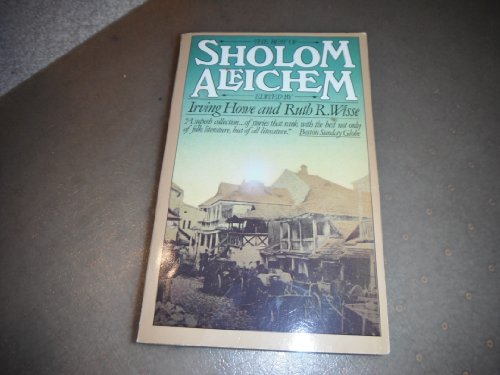 THE BEST OF
SHOLOM
ALEICHEM
EDITED BY
Irving Howe and Ruth R. Wisse
"A superb collection...of stories that rank with the best not only
of folk literature, but of all literature."
Boston Sunday Globe